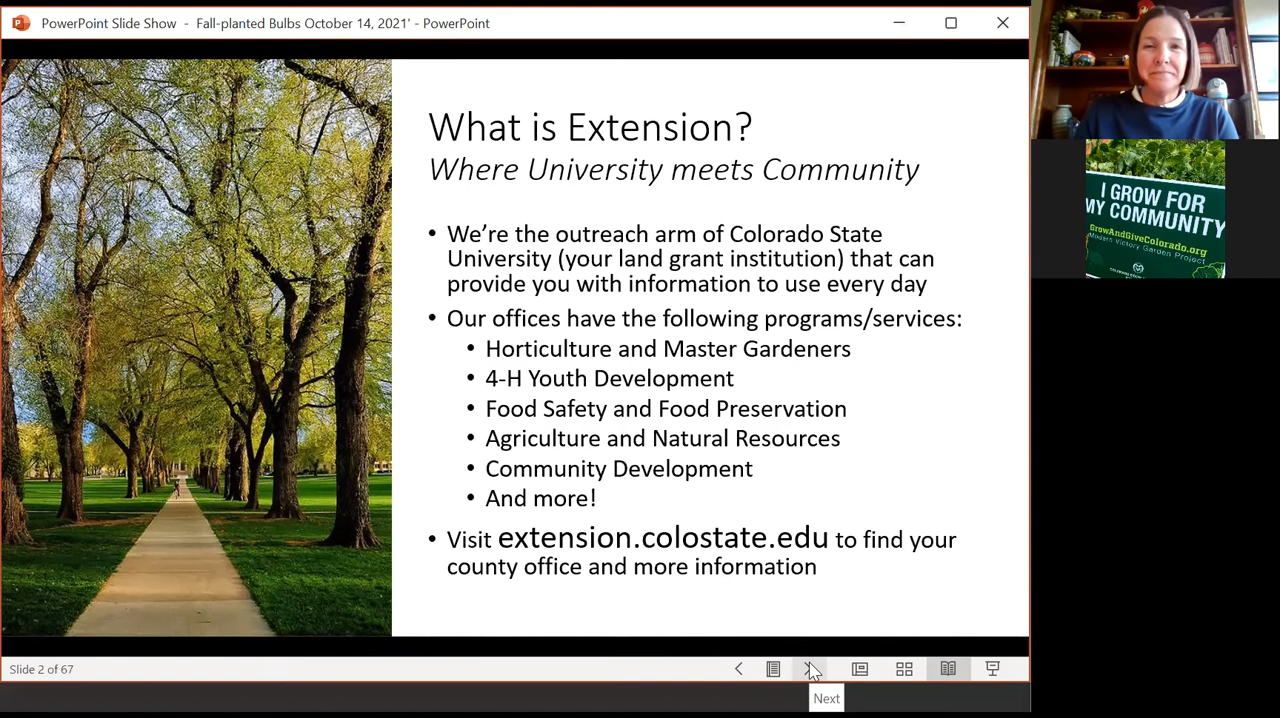 PowerPoint Slide Show - Fall-planted Bulbs October 14, 2021' - PowerPoint
What is Extension?
Where University meets Community
• We’re the outreach arm of Colorado State
University (your land grant institution) that can
provide you with information to use every day
• Our offices have the following programs/services:
• Horticulture and Master Gardeners
• 4-H Youth Development
• Food Safety and Food Preservation
• Agriculture and Natural Resources
• Community Development
• And more!
• Visit extension.colostate.edu to find your
county office and more information
Slide 2 of 67
Next
I GROW FOR
MY COMMUNITY
GrowAndGiveColorado.org
Modern Victory Garden Project